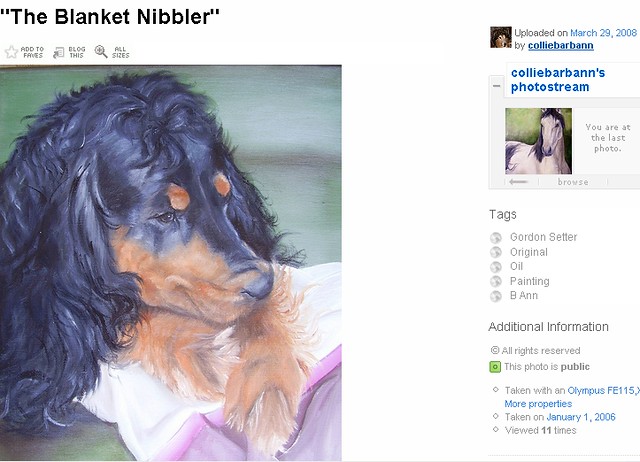 "The Blanket Nibbler"
ADD TO FAVES
BLOG THIS
ALL SIZES
Uploaded on March 29, 2008
by colliebarbann
colliebarbann's
photostream
You are at
the last
photo.
browse
Tags
Gordon Setter
Original
Oil
Painting
B Ann
Additional Information
© All rights reserved
This photo is public
Taken with an Olympus FE115,X
More properties
Taken on January 1, 2006
Viewed 11 times